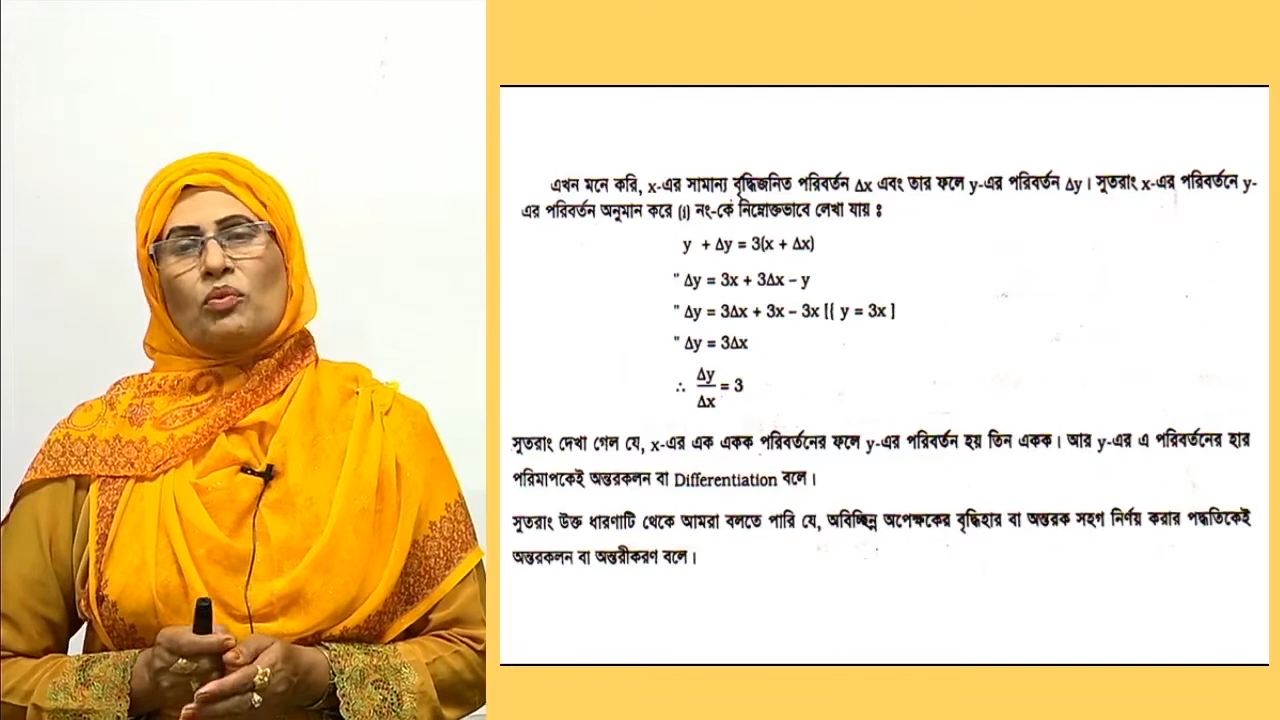 এখন মনে করি, x-এর সামান্য বৃদ্ধিজনিত পরিবর্তন Δx এবং তার ফলে y-এর পরিবর্তন Δy। সুতরাং x-এর পরিবর্তনে y-
এর পরিবর্তন অনুমান করে (i) নং-কে নিম্নোক্তভাবে লেখা যায় ঃ
y + Δy = 3(x + Δx)
" Δy = 3x + 3Δx – y
" Δy = 3Δx + 3x – 3x [{ y = 3x ]
" Δy = 3Δx
∴ Δy/Δx = 3
সুতরাং দেখা গেল যে, x-এর এক একক পরিবর্তনের ফলে y-এর পরিবর্তন হয় তিন একক। আর y-এর এ পরিবর্তনের হার
পরিমাপকেই অন্তরকলন বা Differentiation বলে।
সুতরাং উক্ত ধারণাটি থেকে আমরা বলতে পারি যে, অবিচ্ছিন্ন অপেক্ষকের বৃদ্ধিহার বা অন্তরক সহগ নির্ণয় করার পদ্ধতিকেই
অন্তরকলন বা অন্তরীকরণ বলে।